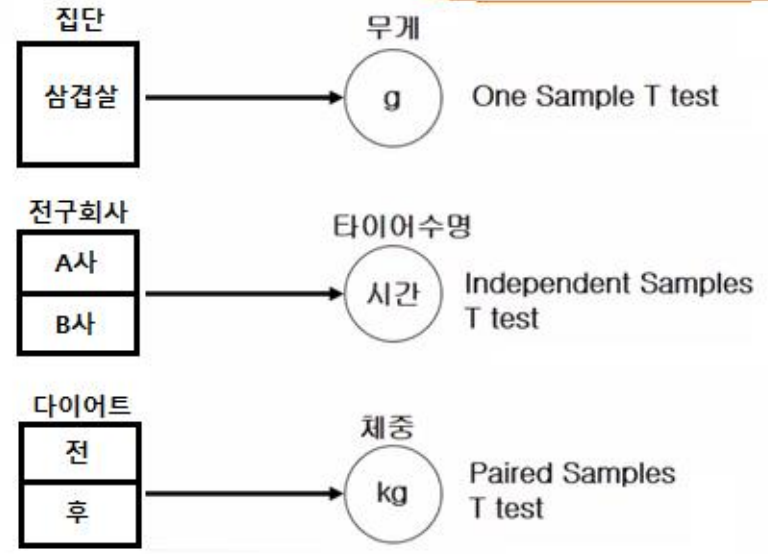 집단
무게
삼겹살
g
One Sample T test
전구회사
타이어수명
A사
B사
시간
Independent Samples
T test
다이어트
체중
전
후
kg
Paired Samples
T test